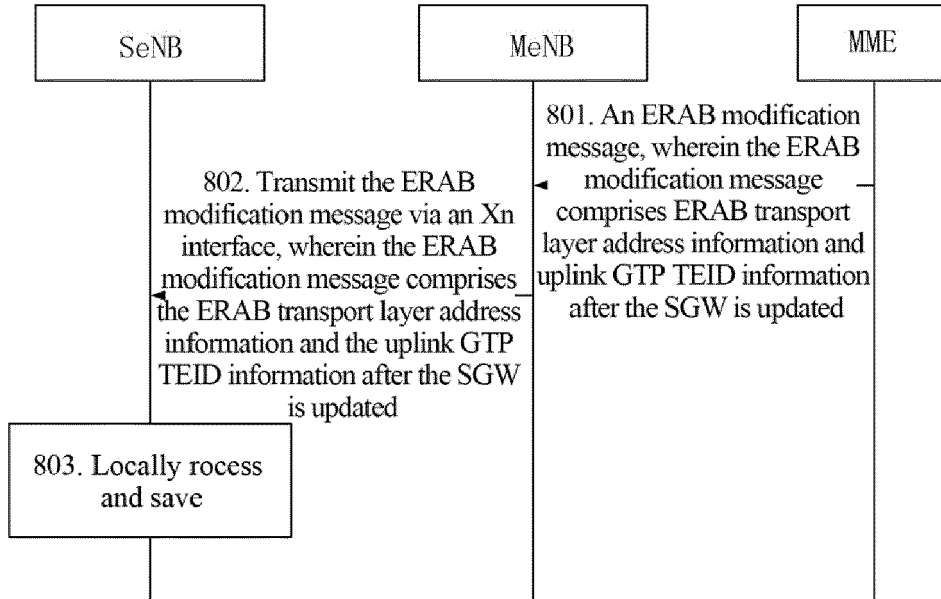 SeNB
MeNB
MME
801. An ERAB modification
message, wherein the ERAB
modification message
comprises ERAB transport
layer address information and
uplink GTP TEID information
after the SGW is updated
802. Transmit the ERAB
modification message via an Xn
interface, wherein the ERAB
modification message comprises
the ERAB transport layer address
information and the uplink GTP
TEID information after the SGW
is updated
803. Locally rocess
and save